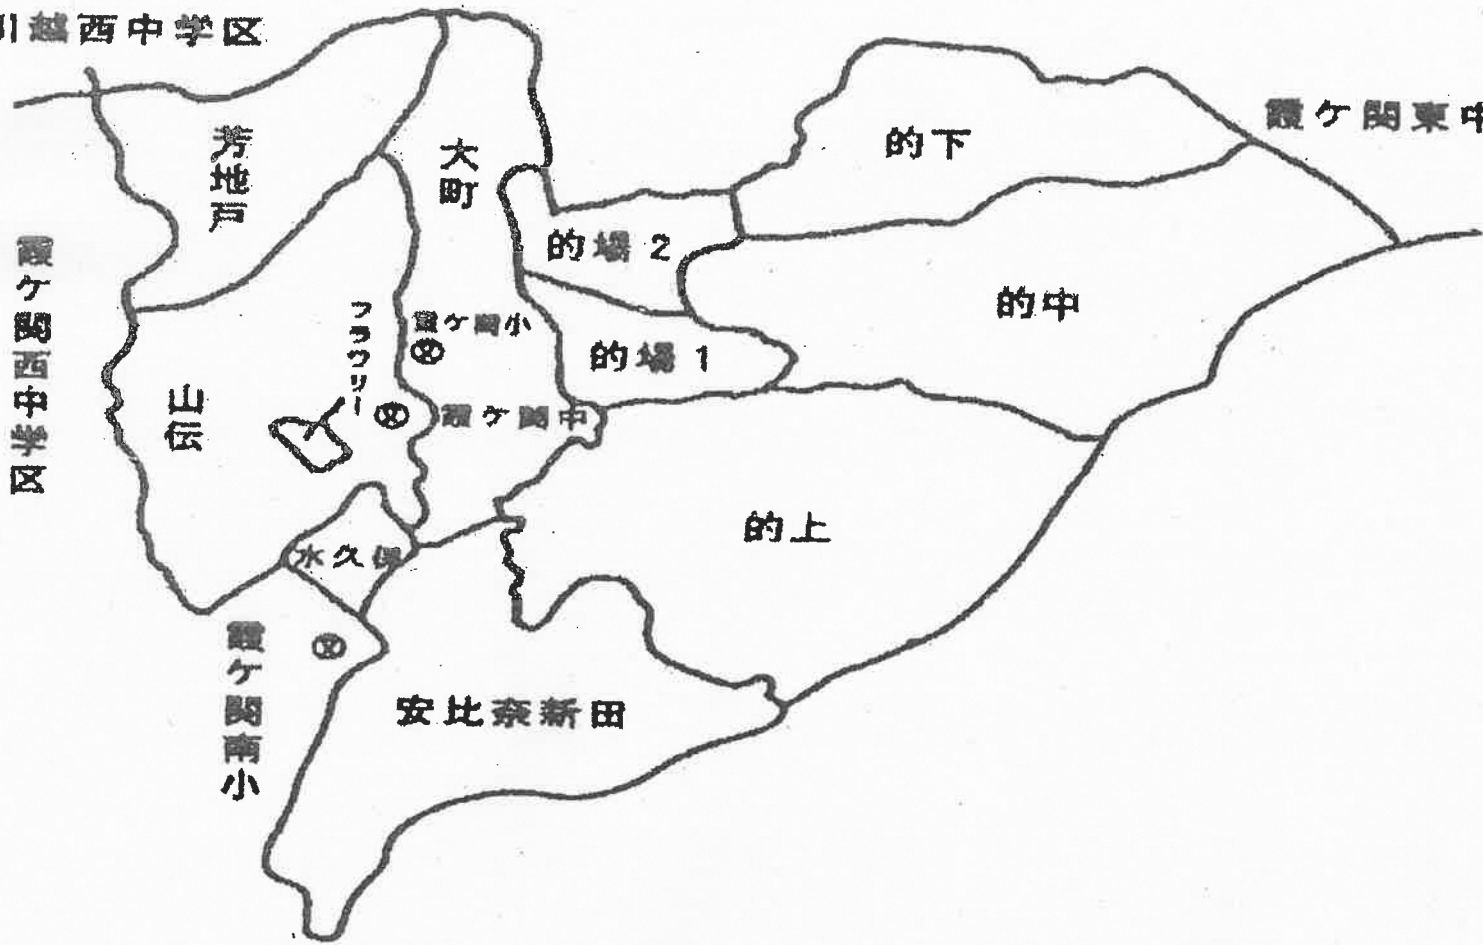 川越西中学区
霞ケ関東中
芳地戸
大町
的下
霞ケ関西中学区
的場2
的中
フラワリー
霞ケ関小
的場1
山伝
霞ケ関中
水久保
的上
霞ケ関南小
安比奈新田